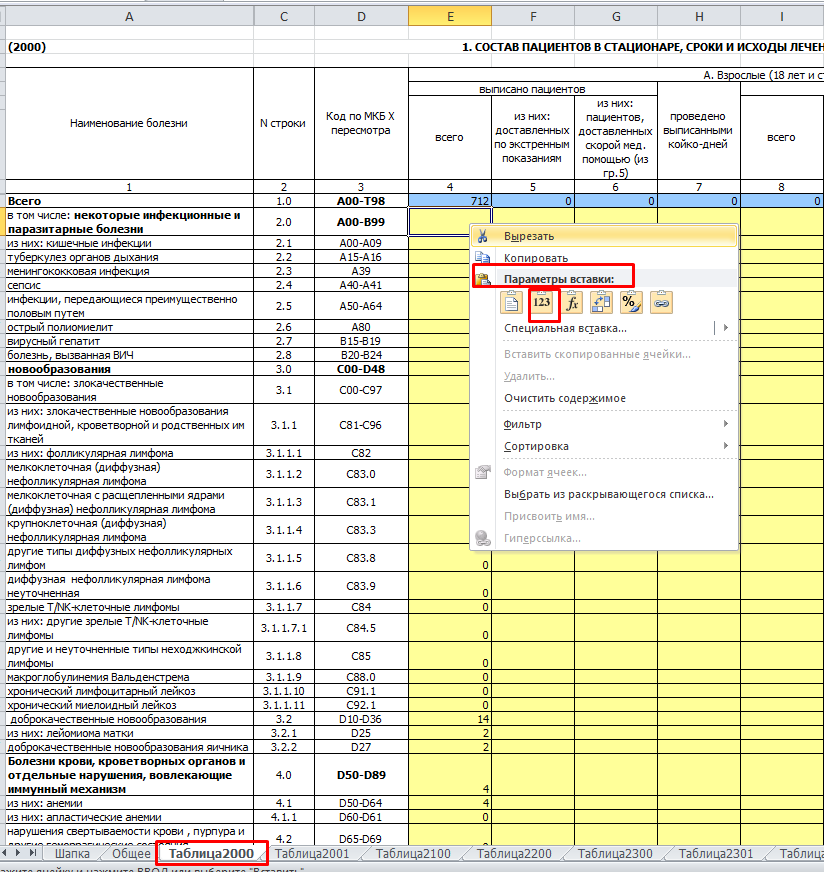 A C D E F G H I
(2000) 1. СОСТАВ ПАЦИЕНТОВ В СТАЦИОНАРЕ, СРОКИ И ИСХОДЫ ЛЕЧЕН
А. Взрослые (18 лет и ст
выписано пациентов
Наименование болезни
N строки
Код по МКБ X
пересмотра
всего
из них:
доставленных
по экстренным
показаниям
из них:
пациентов,
доставленных
скорой мед.
помощью (из
гр.5)
проведено
выписанными
койко-дней
всего
1 2 3 4 5 6 7 8
Всего 1.0 A00-T98 712 0 0 0 0
в том числе: некоторые инфекционные и
паразитарные болезни 2.0 A00-B99
из них: кишечные инфекции 2.1 A00-A09
туберкулез органов дыхания 2.2 A15-A16
менингококковая инфекция 2.3 A39
сепсис 2.4 A40-A41
инфекции, передающиеся преимущественно
половым путем 2.5 A50-A64
острый полиомиелит 2.6 A80
вирусный гепатит 2.7 B15-B19
болезнь, вызванная ВИЧ 2.8 B20-B24
новообразования 3.0 C00-D48
в том числе: злокачественные
новообразования 3.1 C00-C97
из них: злокачественные новообразования
лимфоидной, кроветворной и родственных им
тканей 3.1.1 C81-C96
из них: фолликулярная лимфома 3.1.1.1 C82
мелкоклеточная (диффузная)
нефолликулярная лимфома 3.1.1.2 C83.0
мелкоклеточная с расщепленными ядрами
(диффузная) нефолликулярная лимфома 3.1.1.3 C83.1
крупноклеточная (диффузная)
нефолликулярная лимфома 3.1.1.4 C83.3
другие типы диффузных нефолликулярных
лимфом 3.1.1.5 C83.8 0
диффузная нефолликулярная лимфома
неуточненная 3.1.1.6 C83.9 0
зрелые T/NK-клеточные лимфомы 3.1.1.7 C84 0
из них: другие зрелые T/NK-клеточные
лимфомы 3.1.1.7.1 C84.5 0
другие и неуточненные типы неходжкинской
лимфомы 3.1.1.8 C85 0
макроглобулинемия Вальденстрема 3.1.1.9 C88.0 0
хронический лимфоцитарный лейкоз 3.1.1.10 C91.1 0
хронический миелоидный лейкоз 3.1.1.11 C92.1 0
доброкачественные новообразования 3.2 D10-D36 14
из них: лейомиома матки 3.2.1 D25 2
доброкачественные новообразования яичника 3.2.2 D27 2
Болезни крови, кроветворных органов и
отдельные нарушения, вовлекающие
иммунный механизм 4.0 D50-D89 4
из них: анемии 4.1 D50-D64 4
из них: апластические анемии 4.1.1 D60-D61 0
нарушения свертываемости крови , пурпура и
4.2 D65-D69
Вырезать
Копировать
Параметры вставки:
123 fx %
Специальная вставка...
Вставить скопированные ячейки...
Удалить...
Очистить содержимое
Фильтр
Сортировка
Формат ячеек...
Выбрать из раскрывающегося списка...
Присвоить имя...
Гиперссылка...
Шапка Общее Таблица2000 Таблица2001 Таблица2100 Таблица2200 Таблица2300 Таблица2301 Таблиц